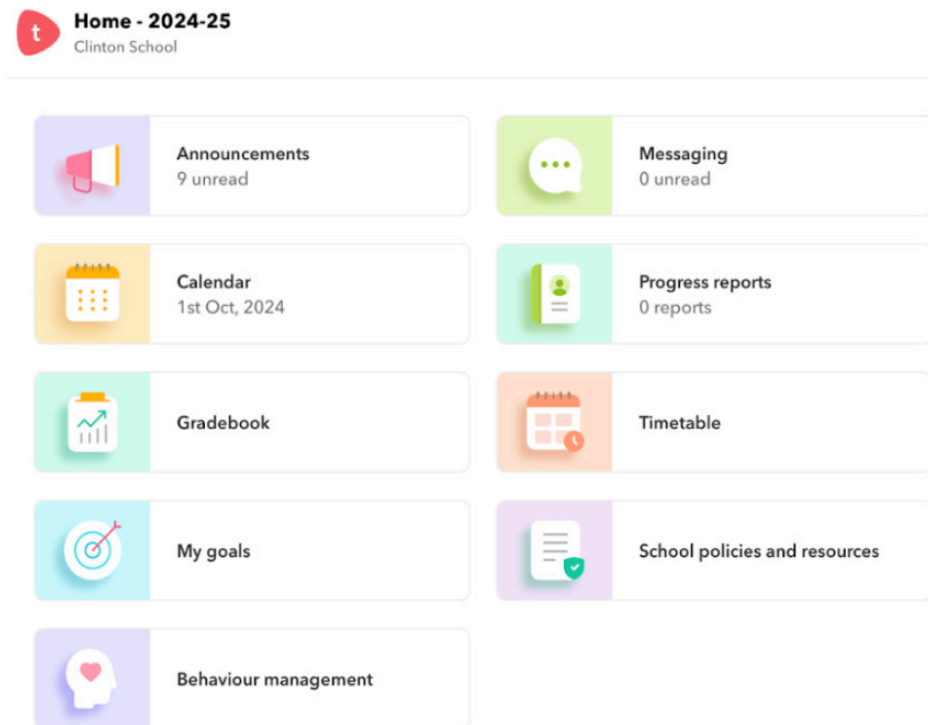 t
Home - 2024-25
Clinton School
Announcements
9 unread
Messaging
0 unread
Calendar
1st Oct, 2024
Progress reports
0 reports
Gradebook
Timetable
My goals
School policies and resources
Behaviour management